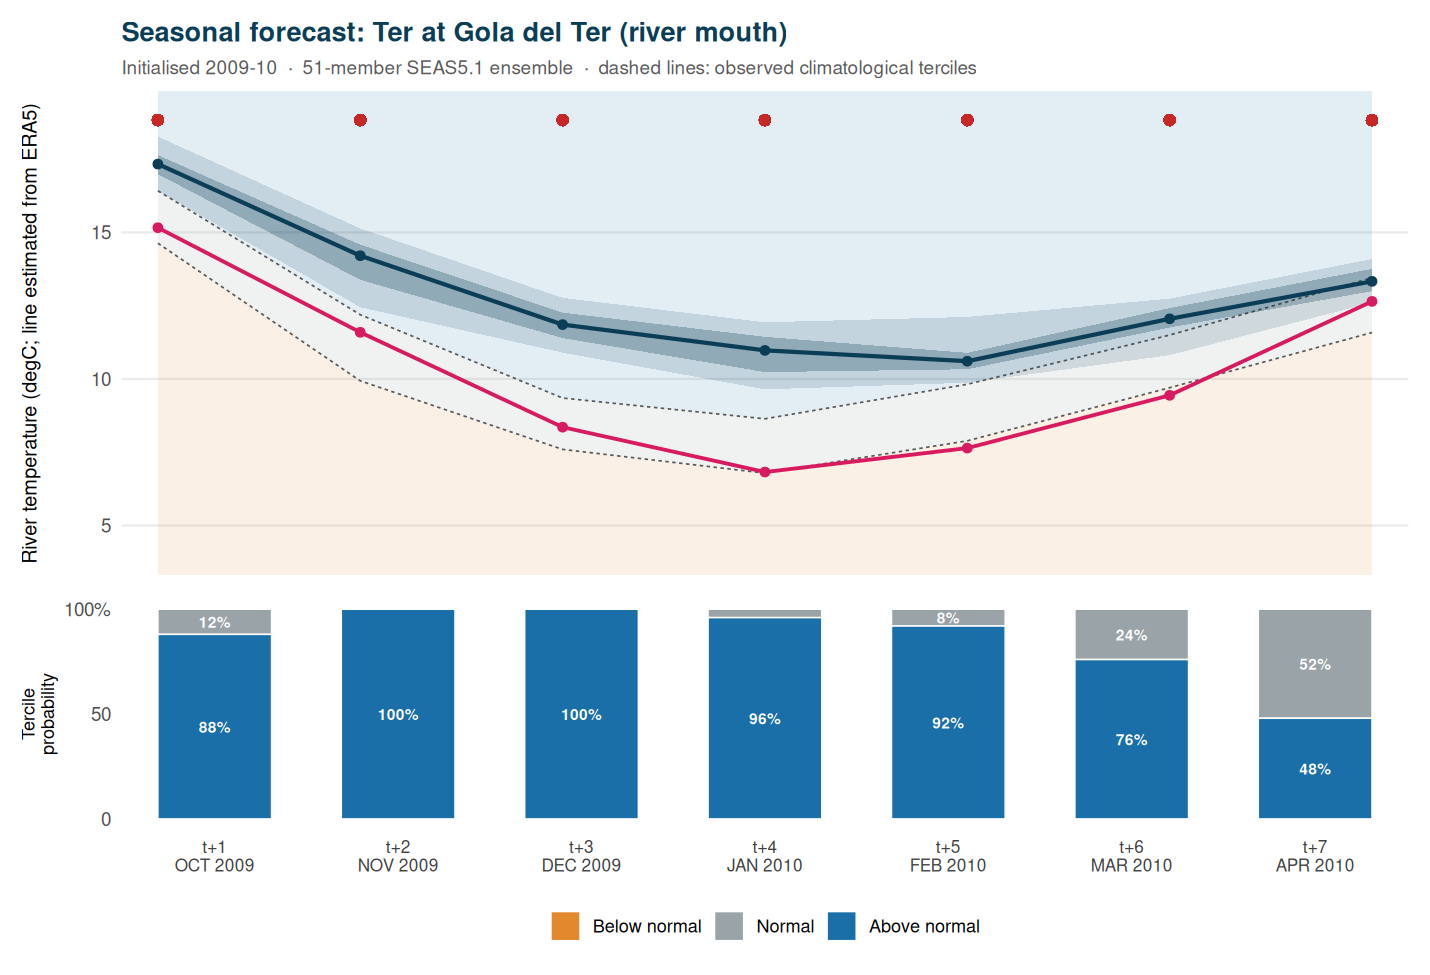 Seasonal forecast: Ter at Gola del Ter (river mouth)
Initialised 2009-10 · 51-member SEAS5.1 ensemble · dashed lines: observed climatological terciles
River temperature (degC; line estimated from ERA5)
15
10
5
100%
50
0
Tercile
probability
12%
88%
100%
100%
96%
8%
92%
24%
76%
52%
48%
t+1
OCT 2009
t+2
NOV 2009
t+3
DEC 2009
t+4
JAN 2010
t+5
FEB 2010
t+6
MAR 2010
t+7
APR 2010
Below normal
Normal
Above normal